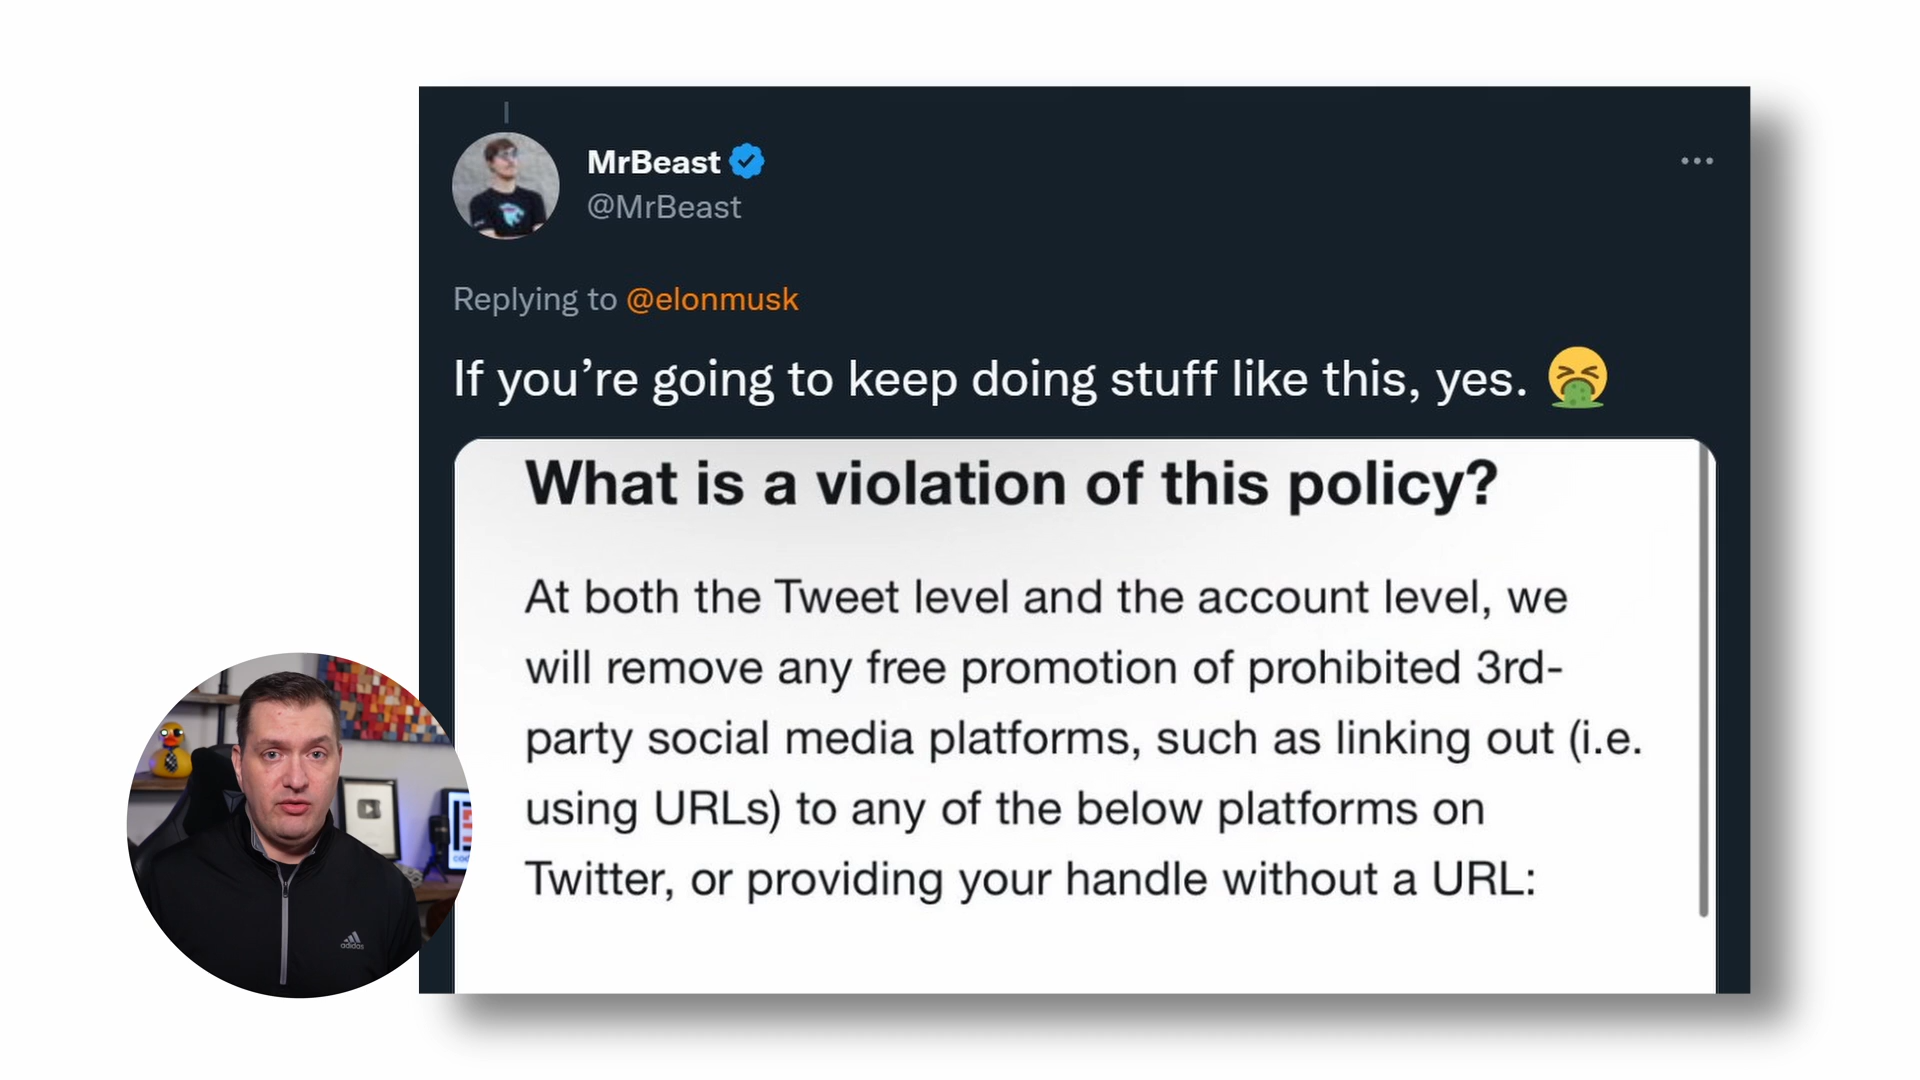 MrBeast
@MrBeast
Replying to @elonmusk
If you’re going to keep doing stuff like this, yes. 🤮
What is a violation of this policy?
At both the Tweet level and the account level, we
will remove any free promotion of prohibited 3rd-
party social media platforms, such as linking out (i.e.
using URLs) to any of the below platforms on
Twitter, or providing your handle without a URL:
adidas